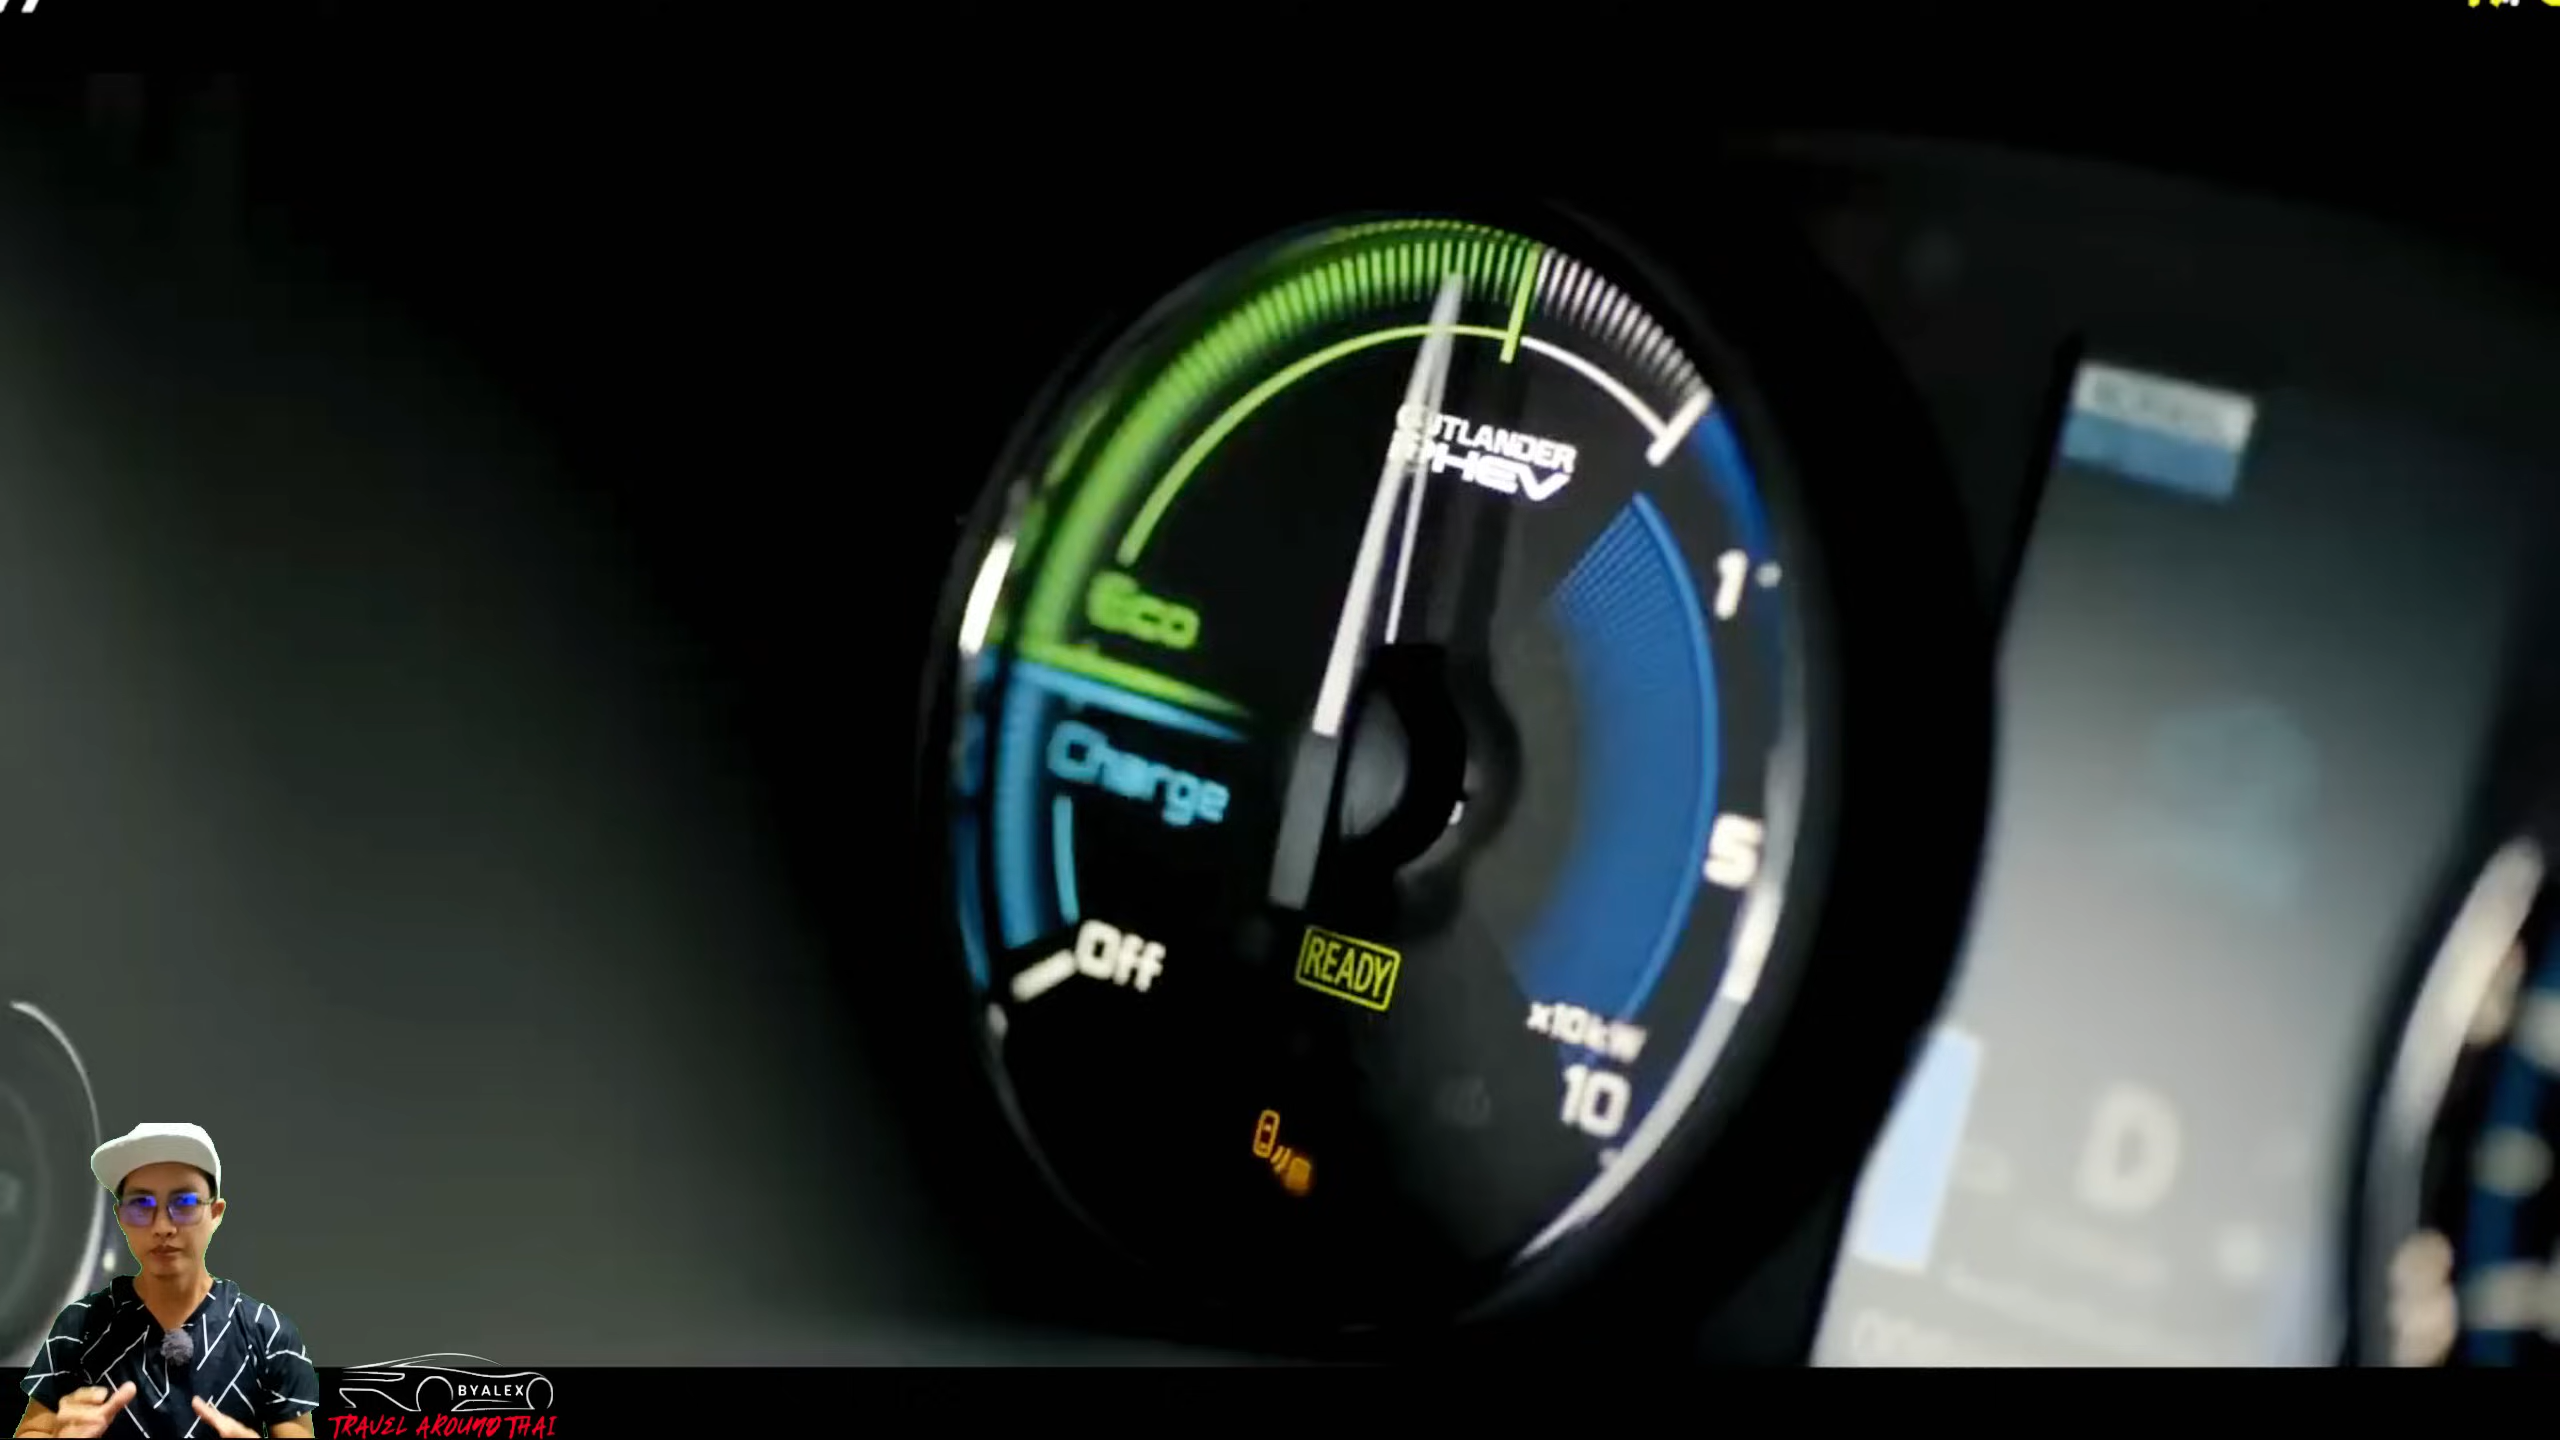 OUTLANDER
PHEV
1
Eco
Charge
5
Off
READY
x10kW
10
D
BYALEX
TRAVEL AROUND THAI